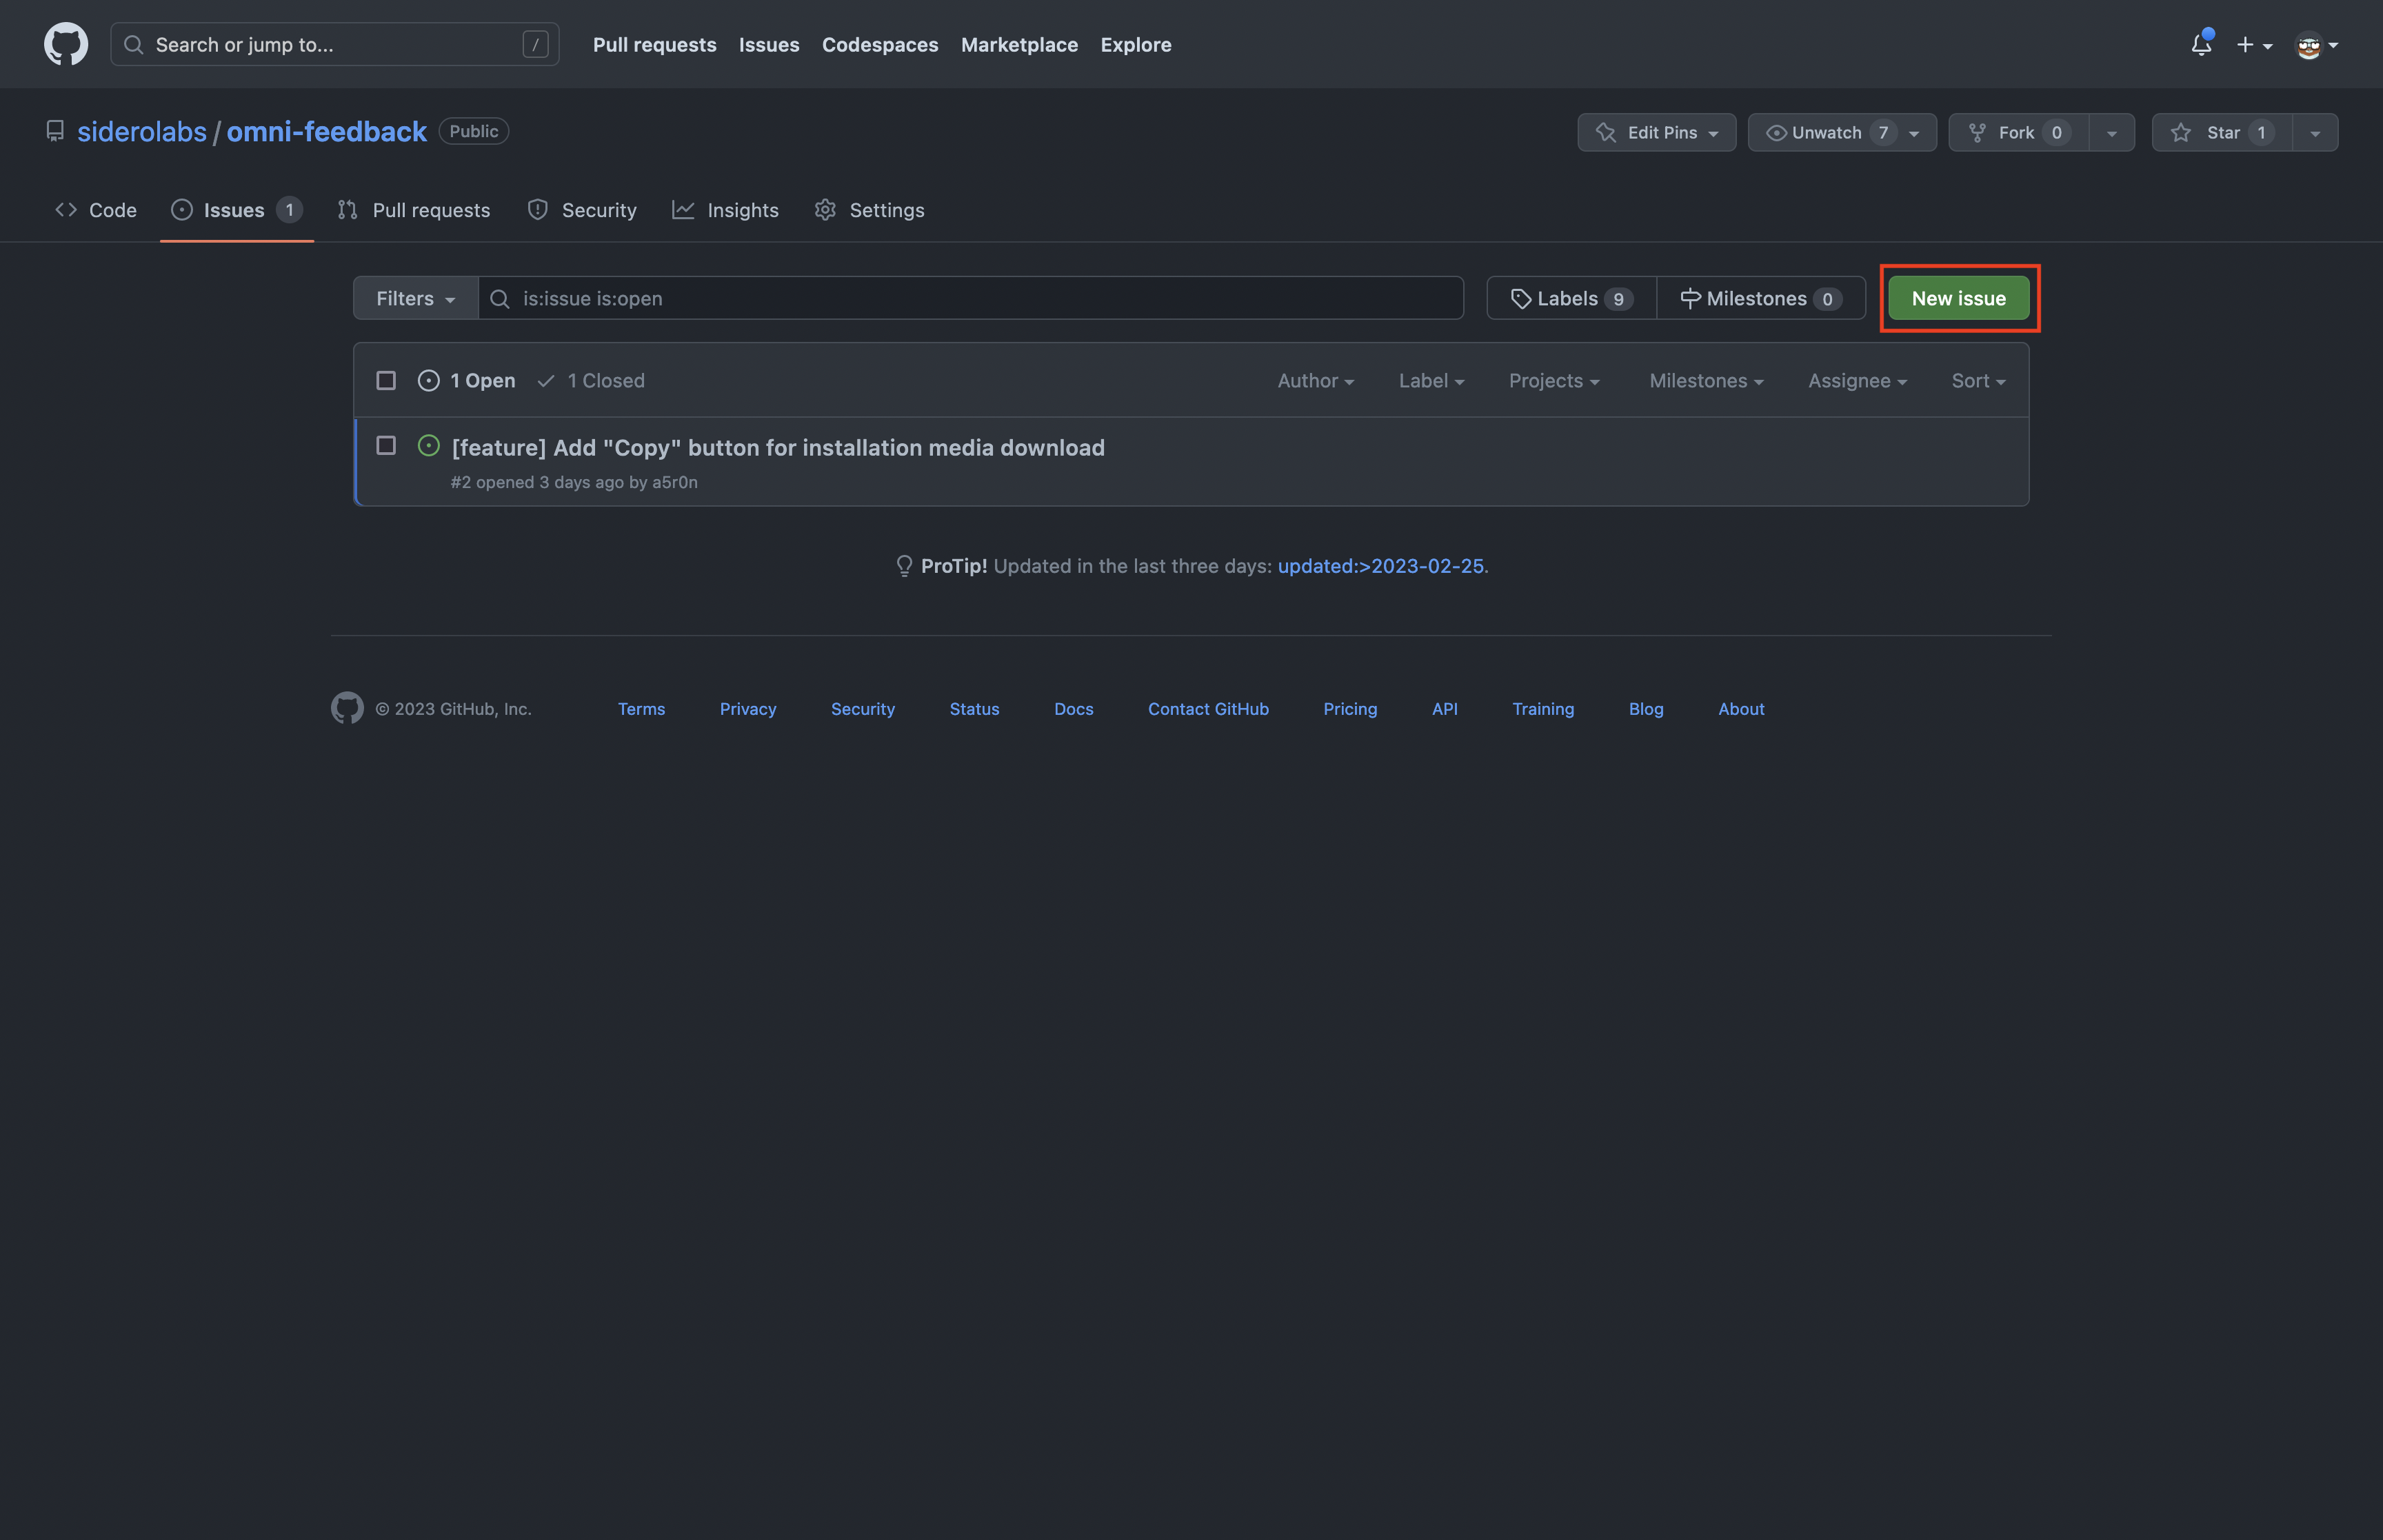 Search or jump to... / Pull requests Issues Codespaces Marketplace Explore
siderolabs / omni-feedback Public Edit Pins Unwatch 7 Fork 0 Star 1
Code Issues 1 Pull requests Security Insights Settings
Filters is:issue is:open Labels 9 Milestones 0 New issue
1 Open 1 Closed Author Label Projects Milestones Assignee Sort
[feature] Add "Copy" button for installation media download
#2 opened 3 days ago by a5r0n
ProTip! Updated in the last three days: updated:>2023-02-25.
© 2023 GitHub, Inc. Terms Privacy Security Status Docs Contact GitHub Pricing API Training Blog About